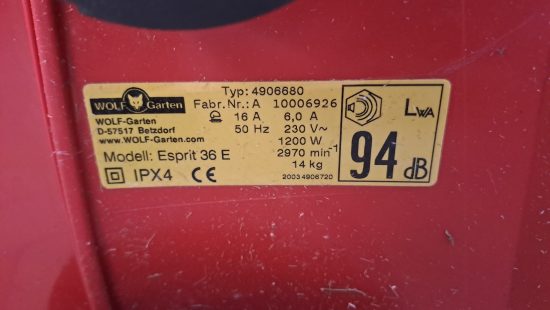 Typ: 4906680
WOLF Garten
Fabr.Nr.: A 10006926
WOLF-Garten
16 A 6,0 A
D-57517 Betzdorf
50 Hz 230 V~
www.WOLF-Garten.com
1200 W
Modell: Esprit 36 E
2970 min⁻¹
14 kg
IPX4 CE
20034906720
LWA
94 dB